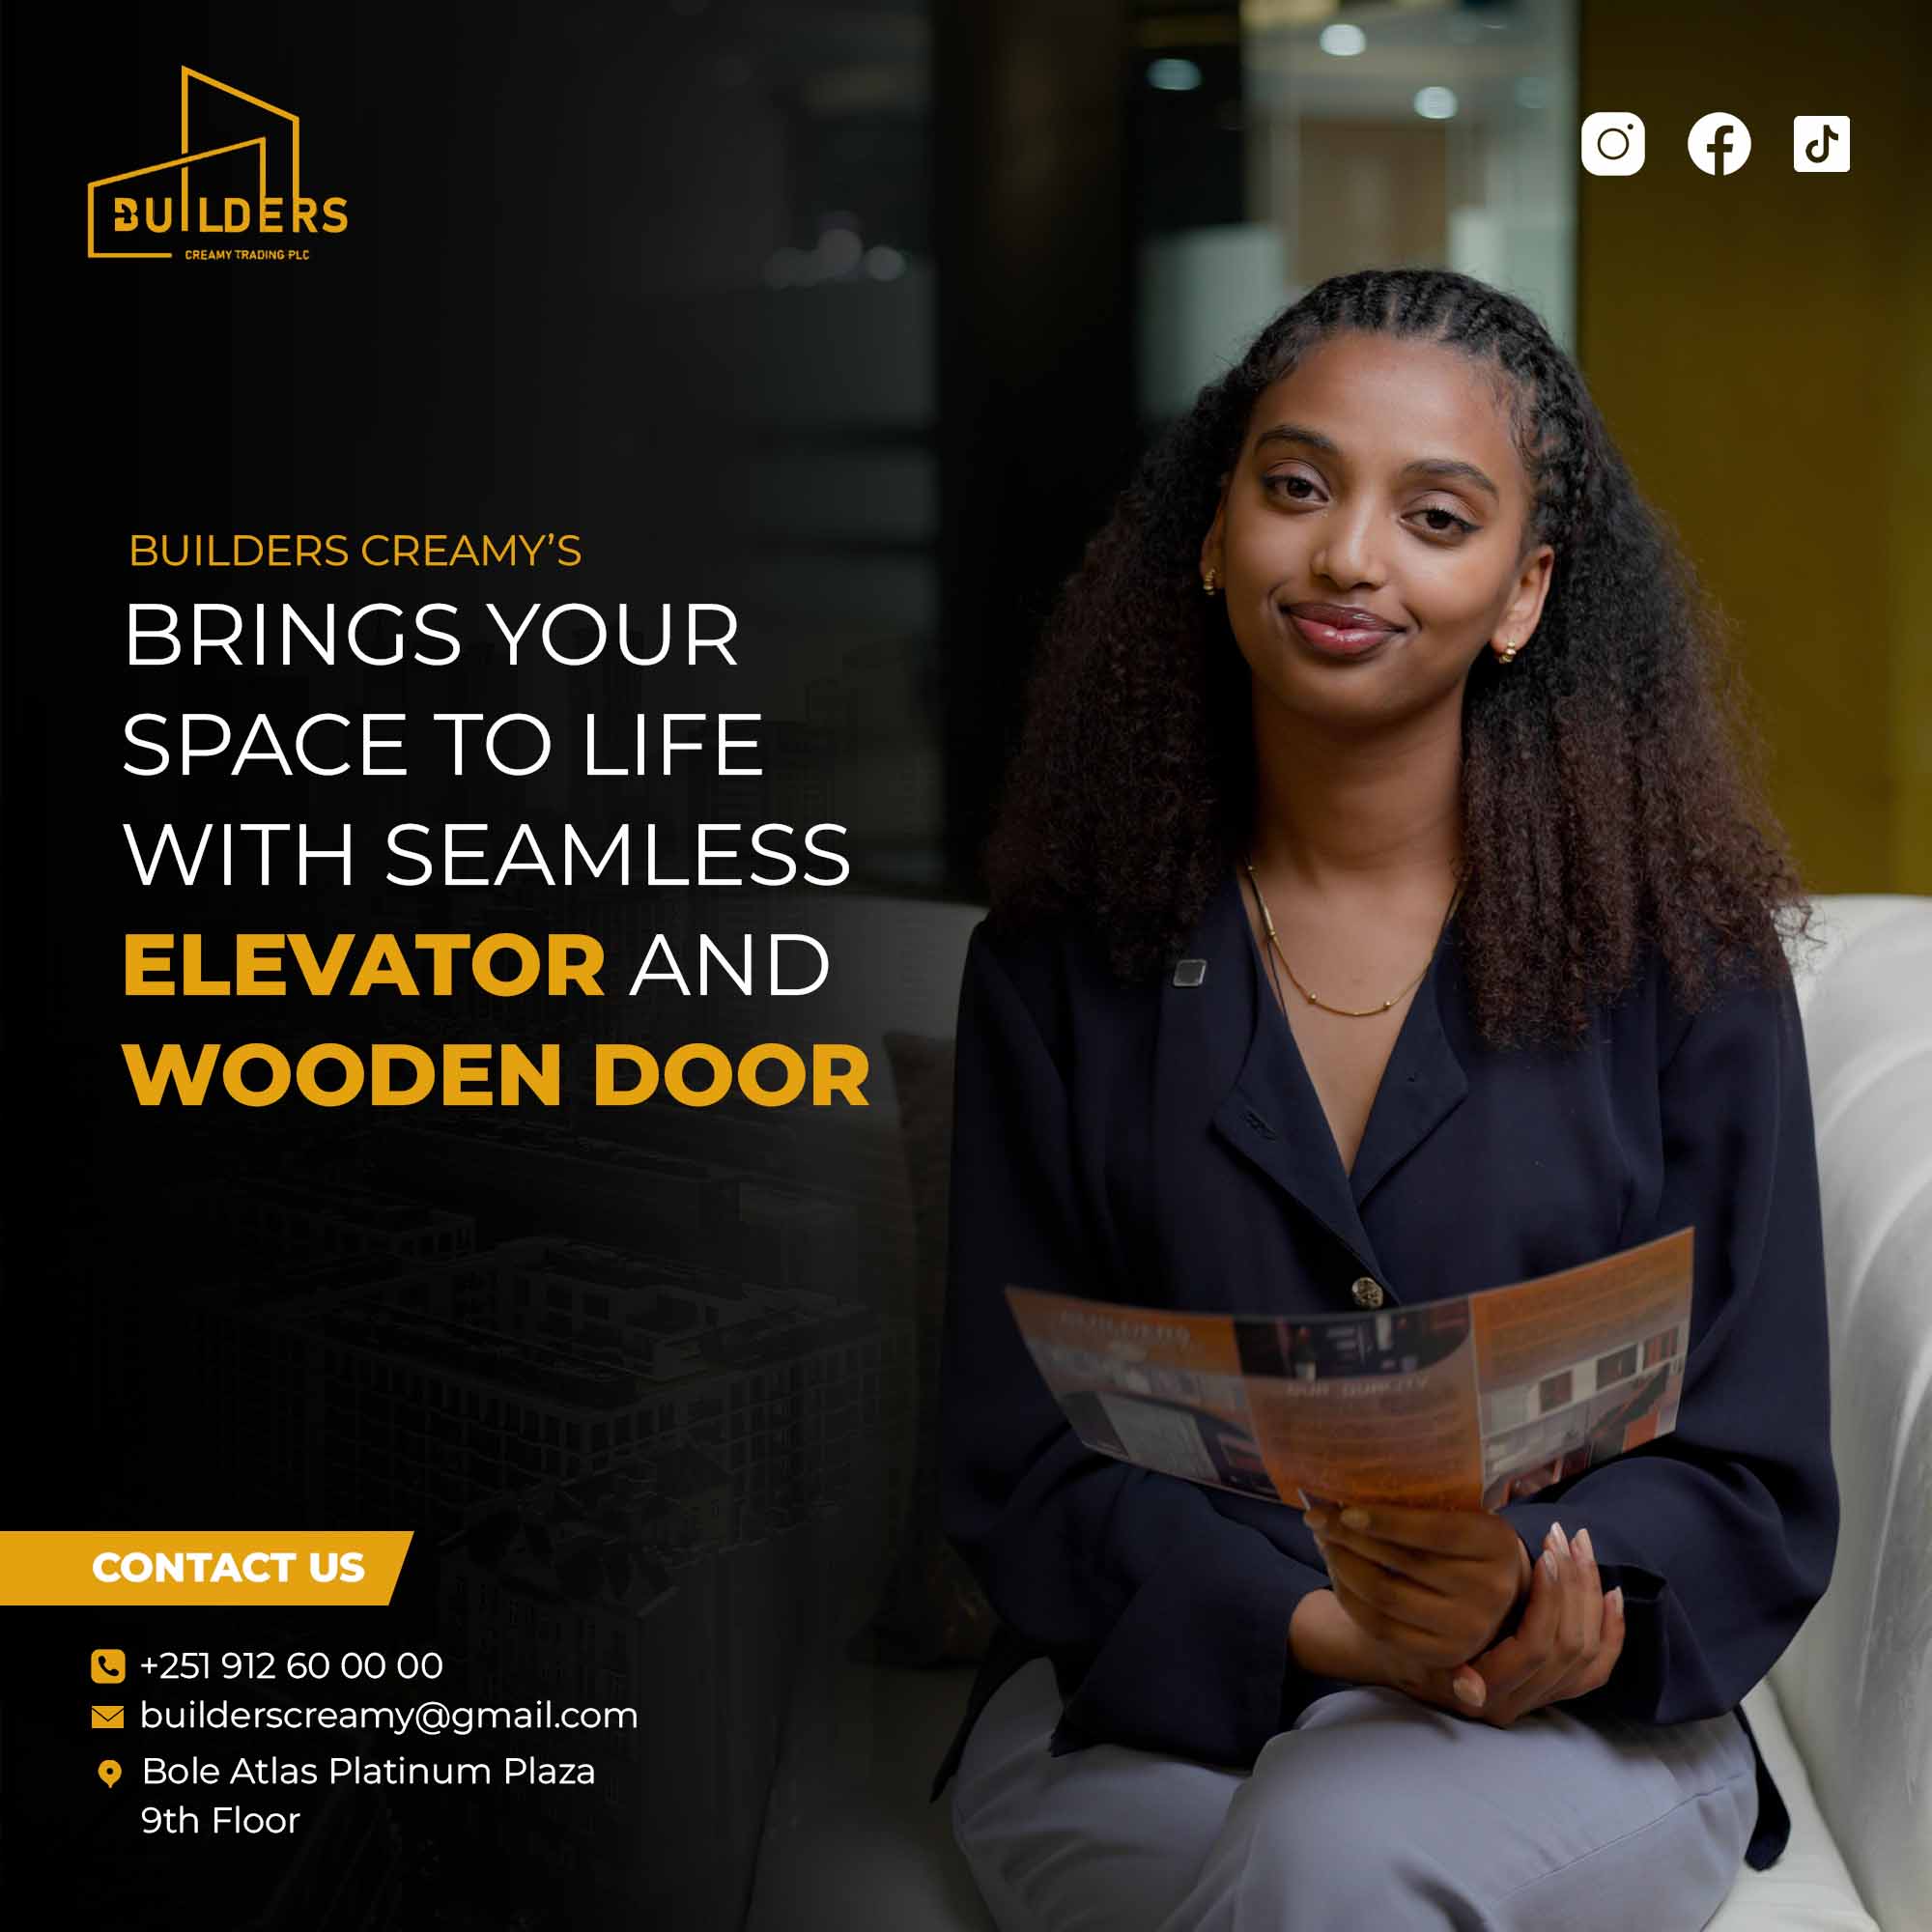 BUILDERS
CREAMY TRADING PLC
BUILDERS CREAMY’S
BRINGS YOUR
SPACE TO LIFE
WITH SEAMLESS
ELEVATOR AND
WOODEN DOOR
CONTACT US
+251 912 60 00 00
builderscreamy@gmail.com
Bole Atlas Platinum Plaza
9th Floor